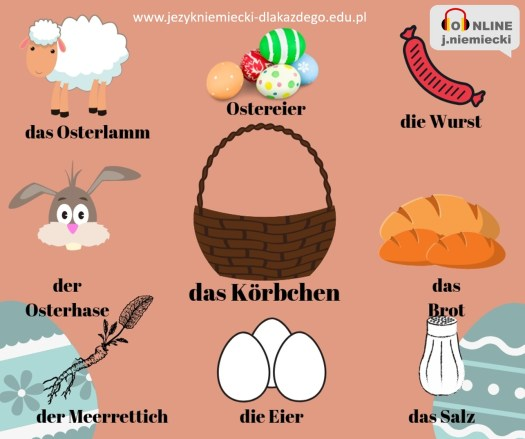 www.jezykniemiecki-dlakazdego.edu.pl
ONLINE
j.niemiecki
Ostereier
das Osterlamm
die Wurst
der
Osterhase
das Körbchen
das
Brot
der Meerrettich
die Eier
das Salz